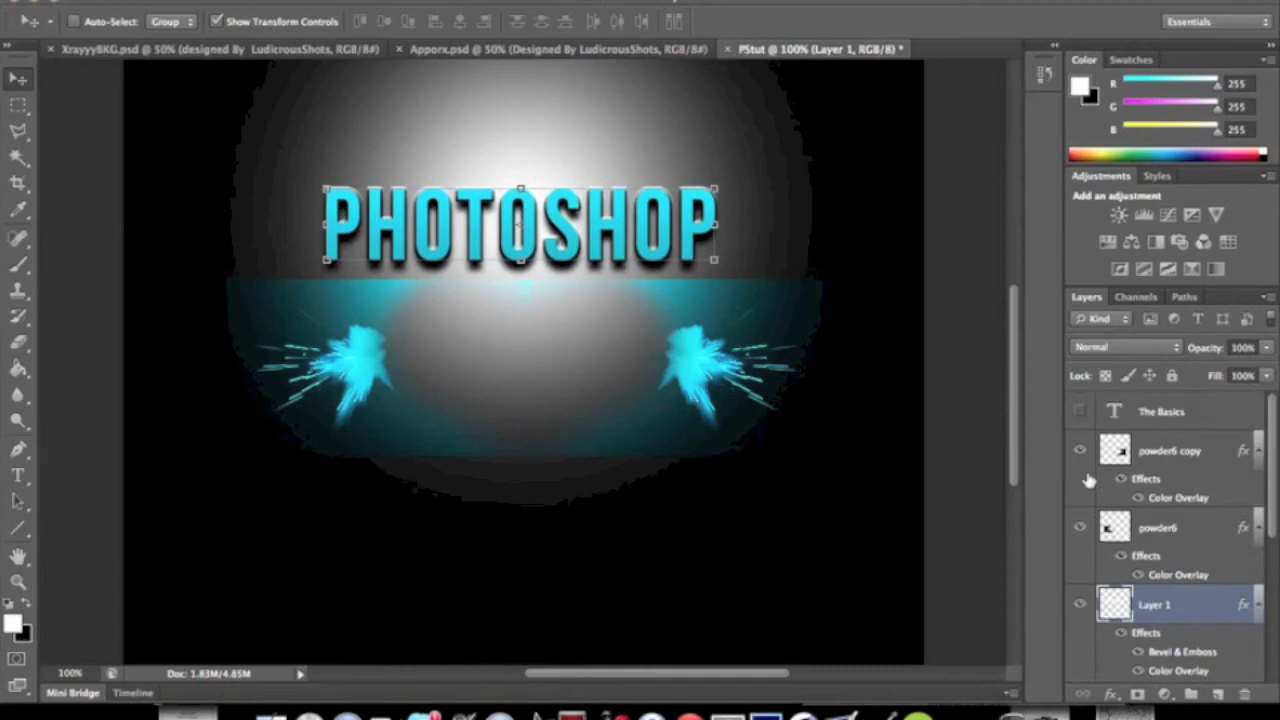 Auto-Select: Group Show Transform Controls Essentials
XrayyyBKG.psd @ 50% (designed By LudicrousShots, RGB/8#) Apporx.psd @ 50% (Designed By LudicrousShots, RGB/8#) PStut @ 100% (Layer 1, RGB/8) *
Color Swatches
R 255
G 255
B 255
Adjustments Styles
Add an adjustment
PHOTOSHOP
Layers Channels Paths
Kind
Normal Opacity: 100%
Lock: Fill: 100%
T The Basics
powder6 copy fx
Effects
Color Overlay
powder6 fx
Effects
Color Overlay
Layer 1 fx
Effects
Bevel & Emboss
Color Overlay
100% Doc: 1.83M/4.85M
Mini Bridge Timeline